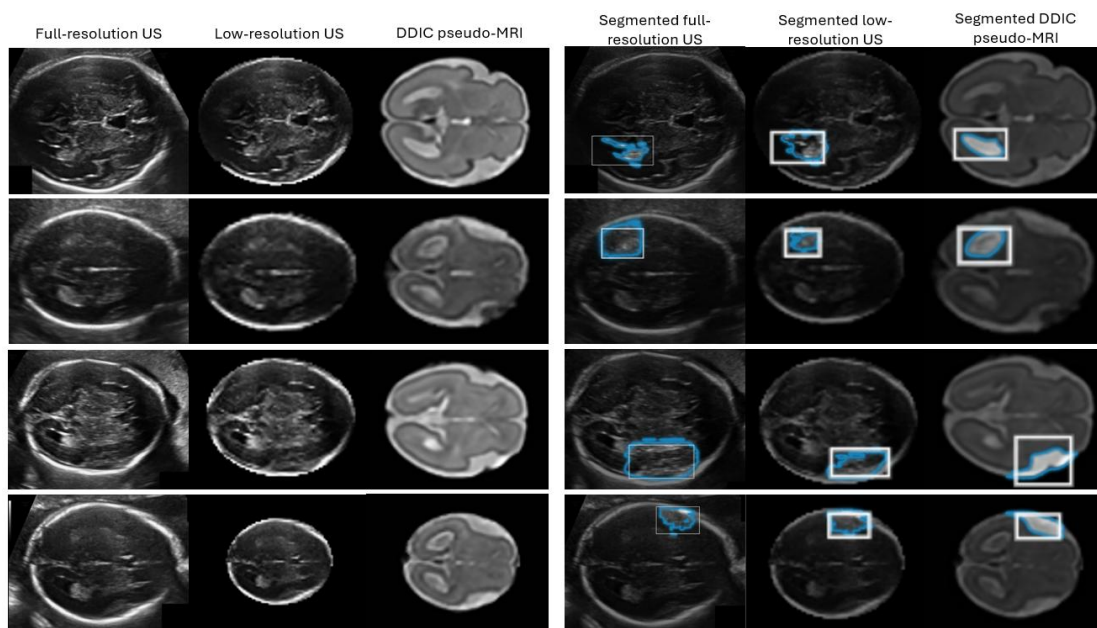 Full-resolution US
Low-resolution US
DDIC pseudo-MRI
Segmented full-
resolution US
Segmented low-
resolution US
Segmented DDIC
pseudo-MRI